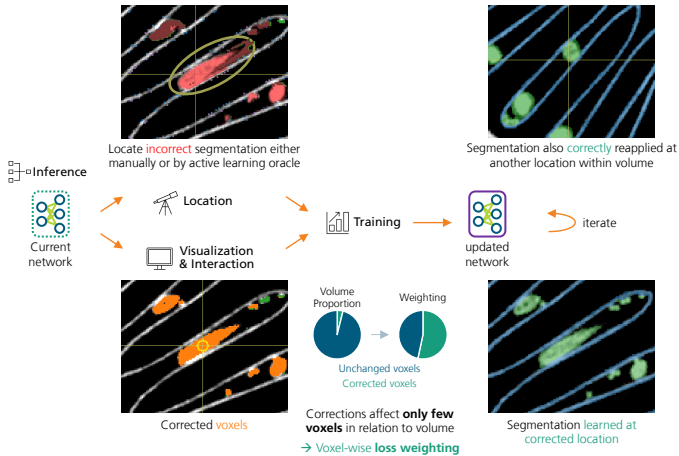 Locate incorrect segmentation either
manually or by active learning oracle
Segmentation also correctly reapplied at
another location within volume
Inference
Location
Training
iterate
Current
network
Visualization
& Interaction
updated
network
Volume
Proportion
Weighting
Unchanged voxels
Corrected voxels
Corrected voxels
Corrections affect only few
voxels in relation to volume
→ Voxel-wise loss weighting
Segmentation learned at
corrected location